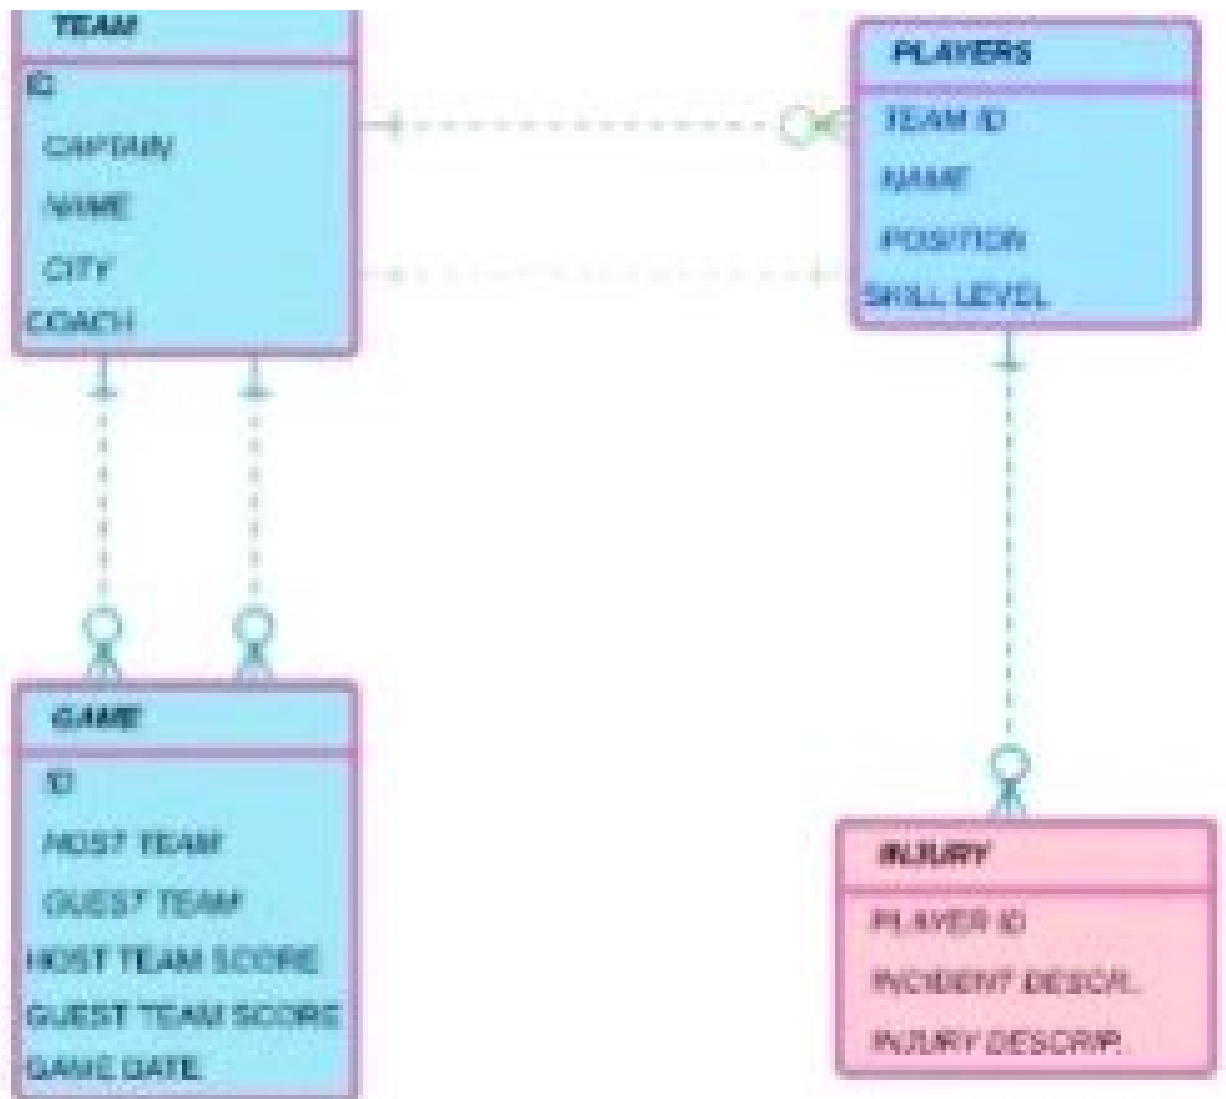 TEAM
ID
CAPTAIN
NAME
CITY
COACH
PLAYERS
TEAM ID
NAME
POSITION
SKILL LEVEL
GAME
ID
HOST TEAM
GUEST TEAM
HOST TEAM SCORE
GUEST TEAM SCORE
GAME DATE
INJURY
PLAYER ID
INCIDENT DESCR..
INJURY DESCRIP.